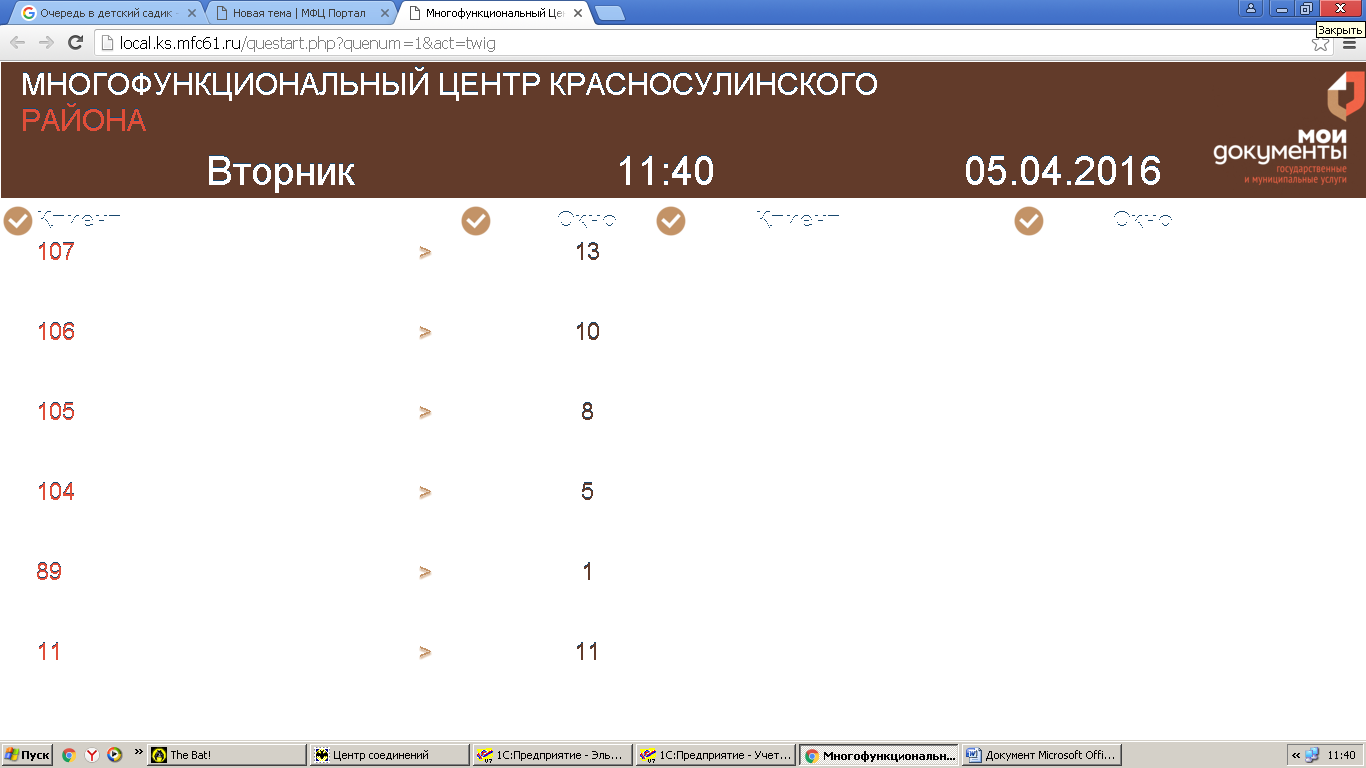 Очередь в детский садик -
Новая тема | МФЦ Портал
Многофункциональный Цен
Закрыть
local.ks.mfc61.ru/questart.php?quenum=1&act=twig
МНОГОФУНКЦИОНАЛЬНЫЙ ЦЕНТР КРАСНОСУЛИНСКОГО
РАЙОНА
МОИ
ДОКУМЕНТЫ
государственные
и муниципальные услуги
Вторник 11:40 05.04.2016
Клиент Окно Клиент Окно
107 > 13
106 > 10
105 > 8
104 > 5
89 > 1
11 > 11
Пуск » The Bat! Центр соединений 1С:Предприятие - Эль... 1С:Предприятие - Учет... Многофункциональн... Документ Microsoft Offi... « 11:40